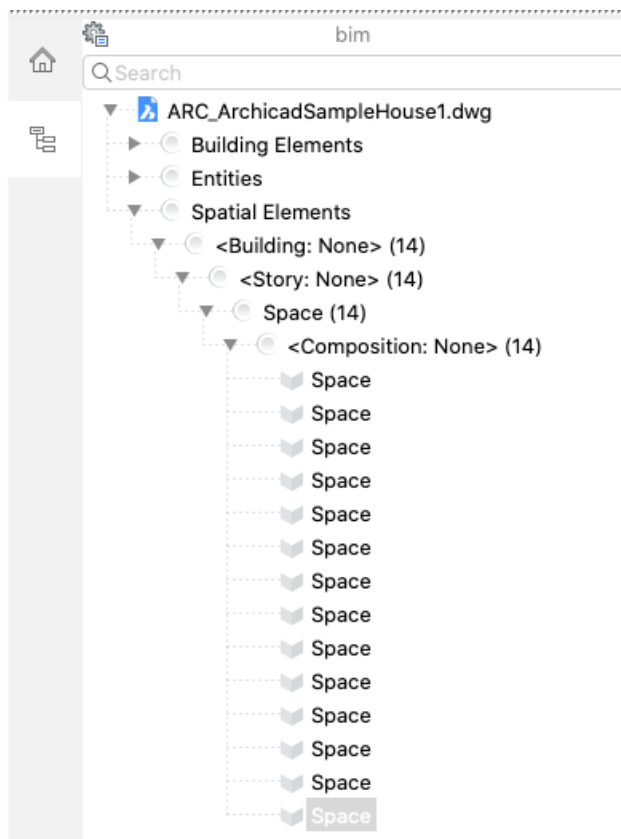 bim
Search
ARC_ArchicadSampleHouse1.dwg
Building Elements
Entities
Spatial Elements
<Building: None> (14)
<Story: None> (14)
Space (14)
<Composition: None> (14)
Space
Space
Space
Space
Space
Space
Space
Space
Space
Space
Space
Space
Space
Space